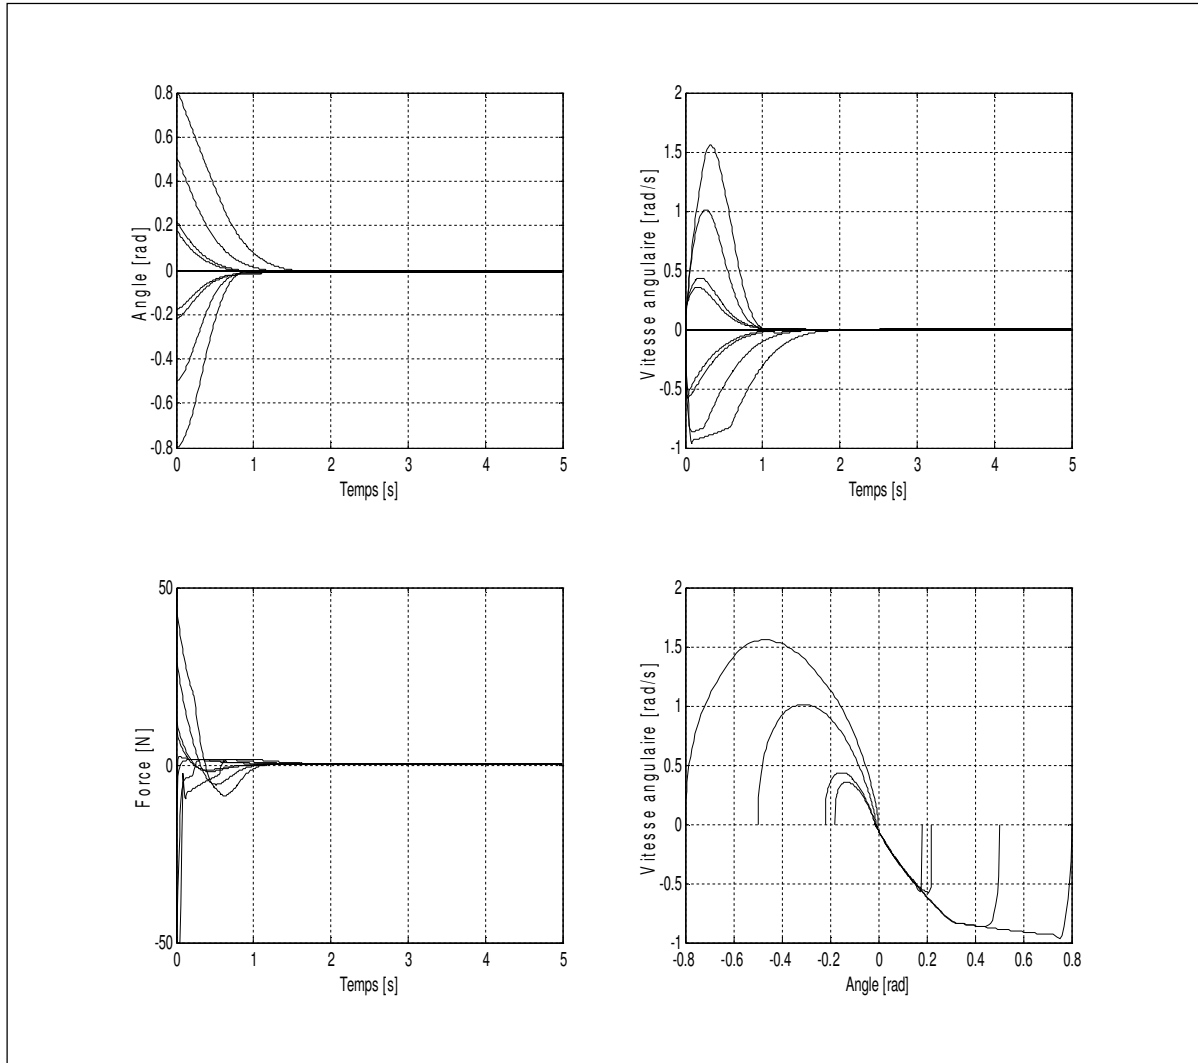 0.8
0.6
0.4
0.2
0
-0.2
-0.4
-0.6
-0.8
Angle [rad]
0 1 2 3 4 5
Temps [s]
2
1.5
1
0.5
0
-0.5
-1
Vitesse angulaire [rad/s]
0 1 2 3 4 5
Temps [s]
50
0
-50
Force [N]
0 1 2 3 4 5
Temps [s]
2
1.5
1
0.5
0
-0.5
-1
Vitesse angulaire [rad/s]
-0.8 -0.6 -0.4 -0.2 0 0.2 0.4 0.6 0.8
Angle [rad]